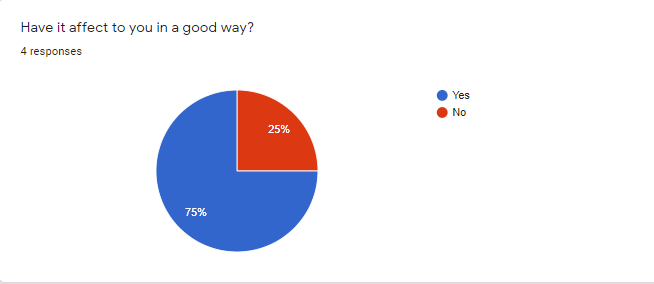 Have it affect to you in a good way?
4 responses
Yes
No
25%
75%